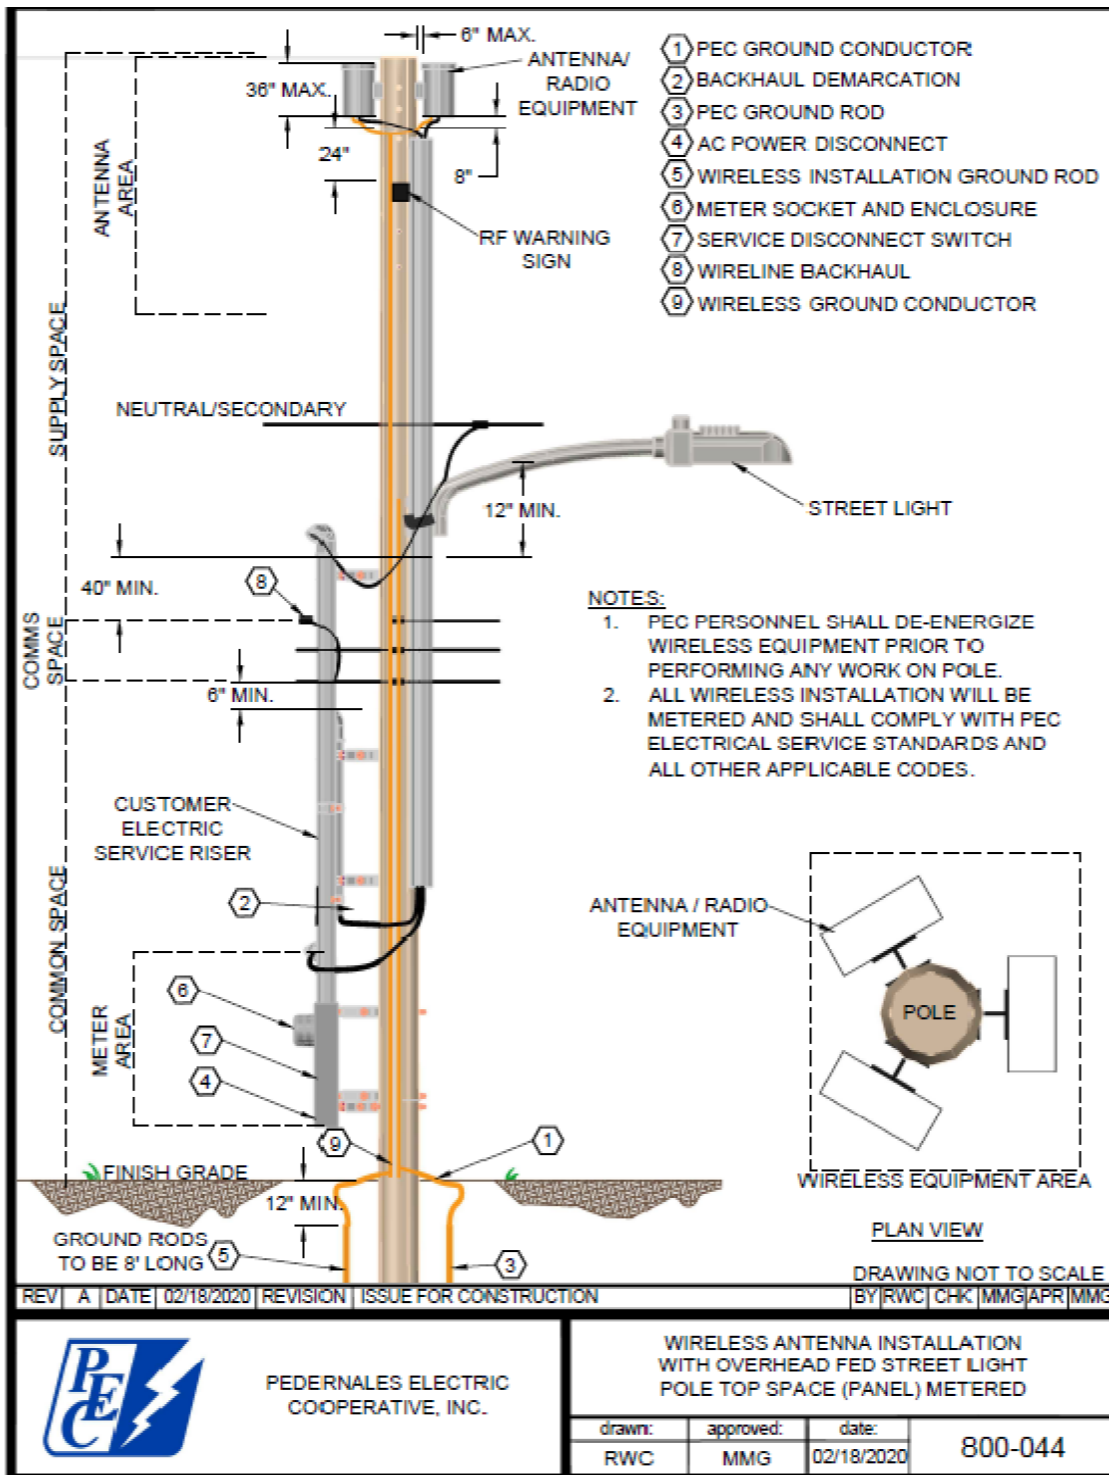 6" MAX.
ANTENNA/
RADIO
EQUIPMENT
36" MAX.
24"
8"
ANTENNA
AREA
RF WARNING
SIGN
1 PEC GROUND CONDUCTOR
2 BACKHAUL DEMARCATION
3 PEC GROUND ROD
4 AC POWER DISCONNECT
5 WIRELESS INSTALLATION GROUND ROD
6 METER SOCKET AND ENCLOSURE
7 SERVICE DISCONNECT SWITCH
8 WIRELINE BACKHAUL
9 WIRELESS GROUND CONDUCTOR
SUPPLY SPACE
NEUTRAL/SECONDARY
12" MIN.
STREET LIGHT
40" MIN.
8
COMMS
SPACE
6" MIN.
NOTES:
1. PEC PERSONNEL SHALL DE-ENERGIZE
WIRELESS EQUIPMENT PRIOR TO
PERFORMING ANY WORK ON POLE.
2. ALL WIRELESS INSTALLATION WILL BE
METERED AND SHALL COMPLY WITH PEC
ELECTRICAL SERVICE STANDARDS AND
ALL OTHER APPLICABLE CODES.
CUSTOMER
ELECTRIC
SERVICE RISER
COMMON SPACE
2
METER
AREA
6
7
4
9
1
ANTENNA / RADIO
EQUIPMENT
POLE
WIRELESS EQUIPMENT AREA
PLAN VIEW
FINISH GRADE
12" MIN.
GROUND RODS
TO BE 8' LONG
5
3
DRAWING NOT TO SCALE
REV A DATE 02/18/2020 REVISION ISSUE FOR CONSTRUCTION BY RWC CHK MMG APR MMG
PEC
PEDERNALES ELECTRIC
COOPERATIVE, INC.
WIRELESS ANTENNA INSTALLATION
WITH OVERHEAD FED STREET LIGHT
POLE TOP SPACE (PANEL) METERED
drawn: approved: date:
RWC MMG 02/18/2020
800-044